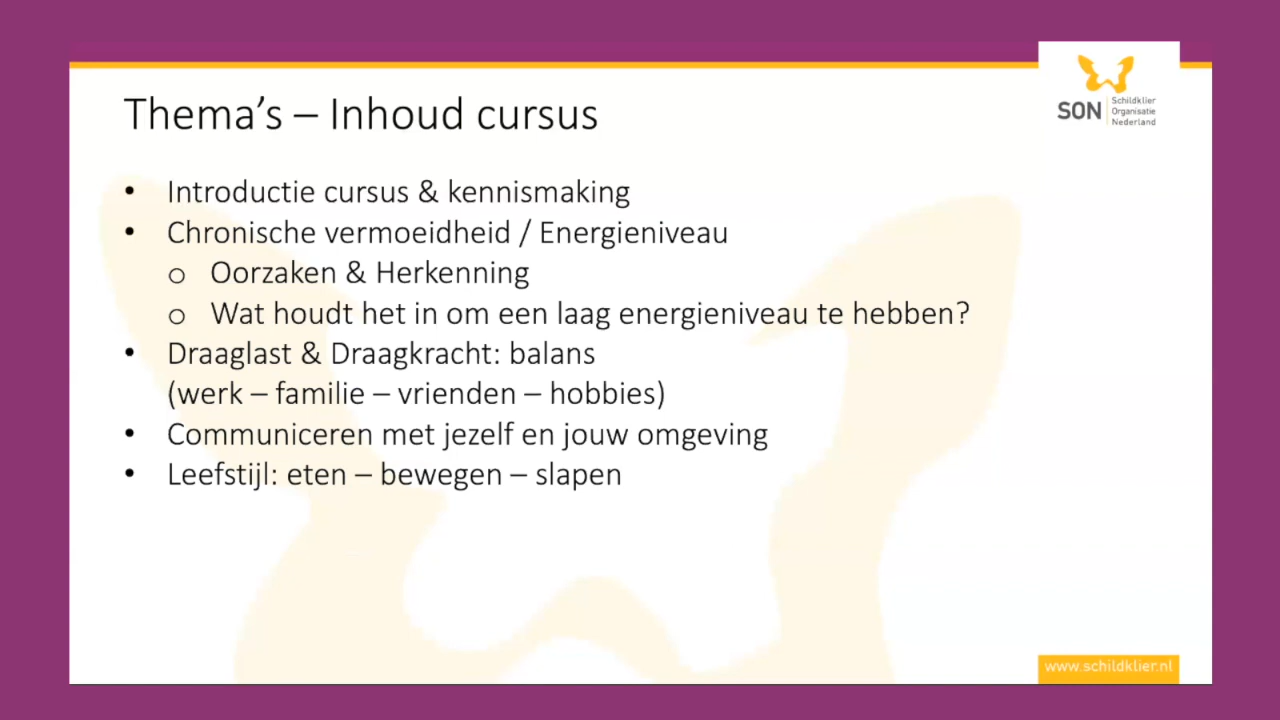 SON
Schildklier
Organisatie
Nederland
Thema’s – Inhoud cursus
• Introductie cursus & kennismaking
• Chronische vermoeidheid / Energieniveau
o Oorzaken & Herkenning
o Wat houdt het in om een laag energieniveau te hebben?
• Draaglast & Draagkracht: balans
(werk – familie – vrienden – hobbies)
• Communiceren met jezelf en jouw omgeving
• Leefstijl: eten – bewegen – slapen
www.schildklier.nl